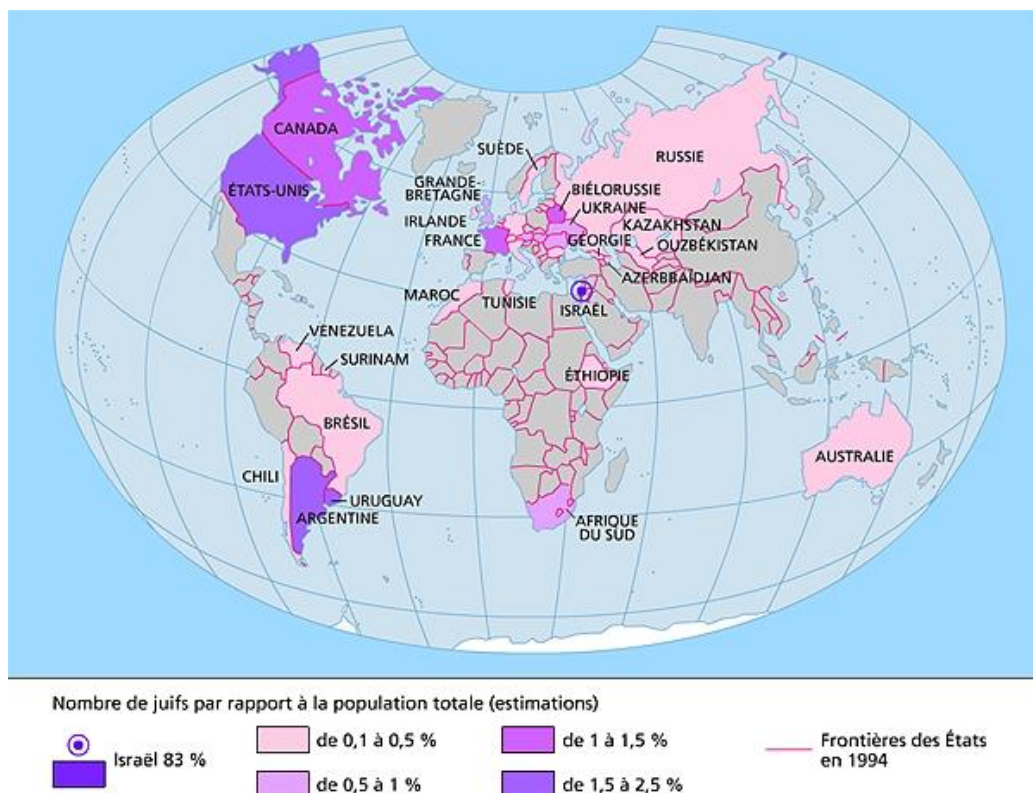 CANADA
SUÈDE
RUSSIE
GRANDE-
BRETAGNE
BIÉLORUSSIE
ÉTATS-UNIS
UKRAINE
IRLANDE
KAZAKHSTAN
FRANCE
GÉORGIE
OUZBÉKISTAN
AZERBBAÏDJAN
MAROC
TUNISIE
ISRAËL
VENEZUELA
SURINAM
ÉTHIOPIE
BRÉSIL
AUSTRALIE
CHILI
URUGUAY
ARGENTINE
AFRIQUE
DU SUD
Nombre de juifs par rapport à la population totale (estimations)
Israël 83 %
de 0,1 à 0,5 %
de 0,5 à 1 %
de 1 à 1,5 %
de 1,5 à 2,5 %
Frontières des États
en 1994